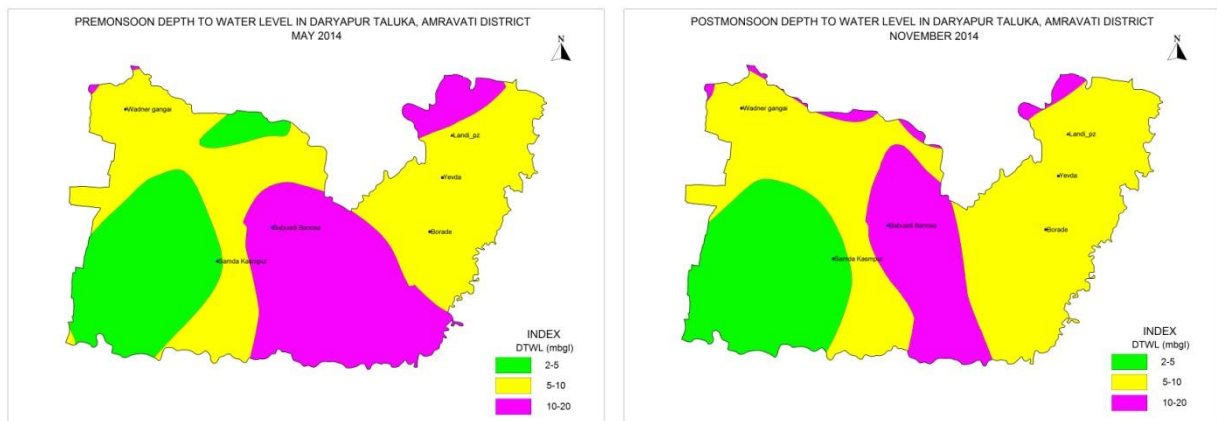 PREMONSOON DEPTH TO WATER LEVEL IN DARYAPUR TALUKA, AMRAVATI DISTRICT
MAY 2014
N
Wadner gangai
Landi_pz
Yevda
Babuadi Banosa
Borade
Samda Kasmpur
INDEX
DTWL (mbgl)
2-5
5-10
10-20
POSTMONSOON DEPTH TO WATER LEVEL IN DARYAPUR TALUKA, AMRAVATI DISTRICT
NOVEMBER 2014
N
Wadner gangai
Landi_pz
Yevda
Babuadi Banosa
Borade
Samda Kasmpur
INDEX
DTWL (mbgl)
2-5
5-10
10-20